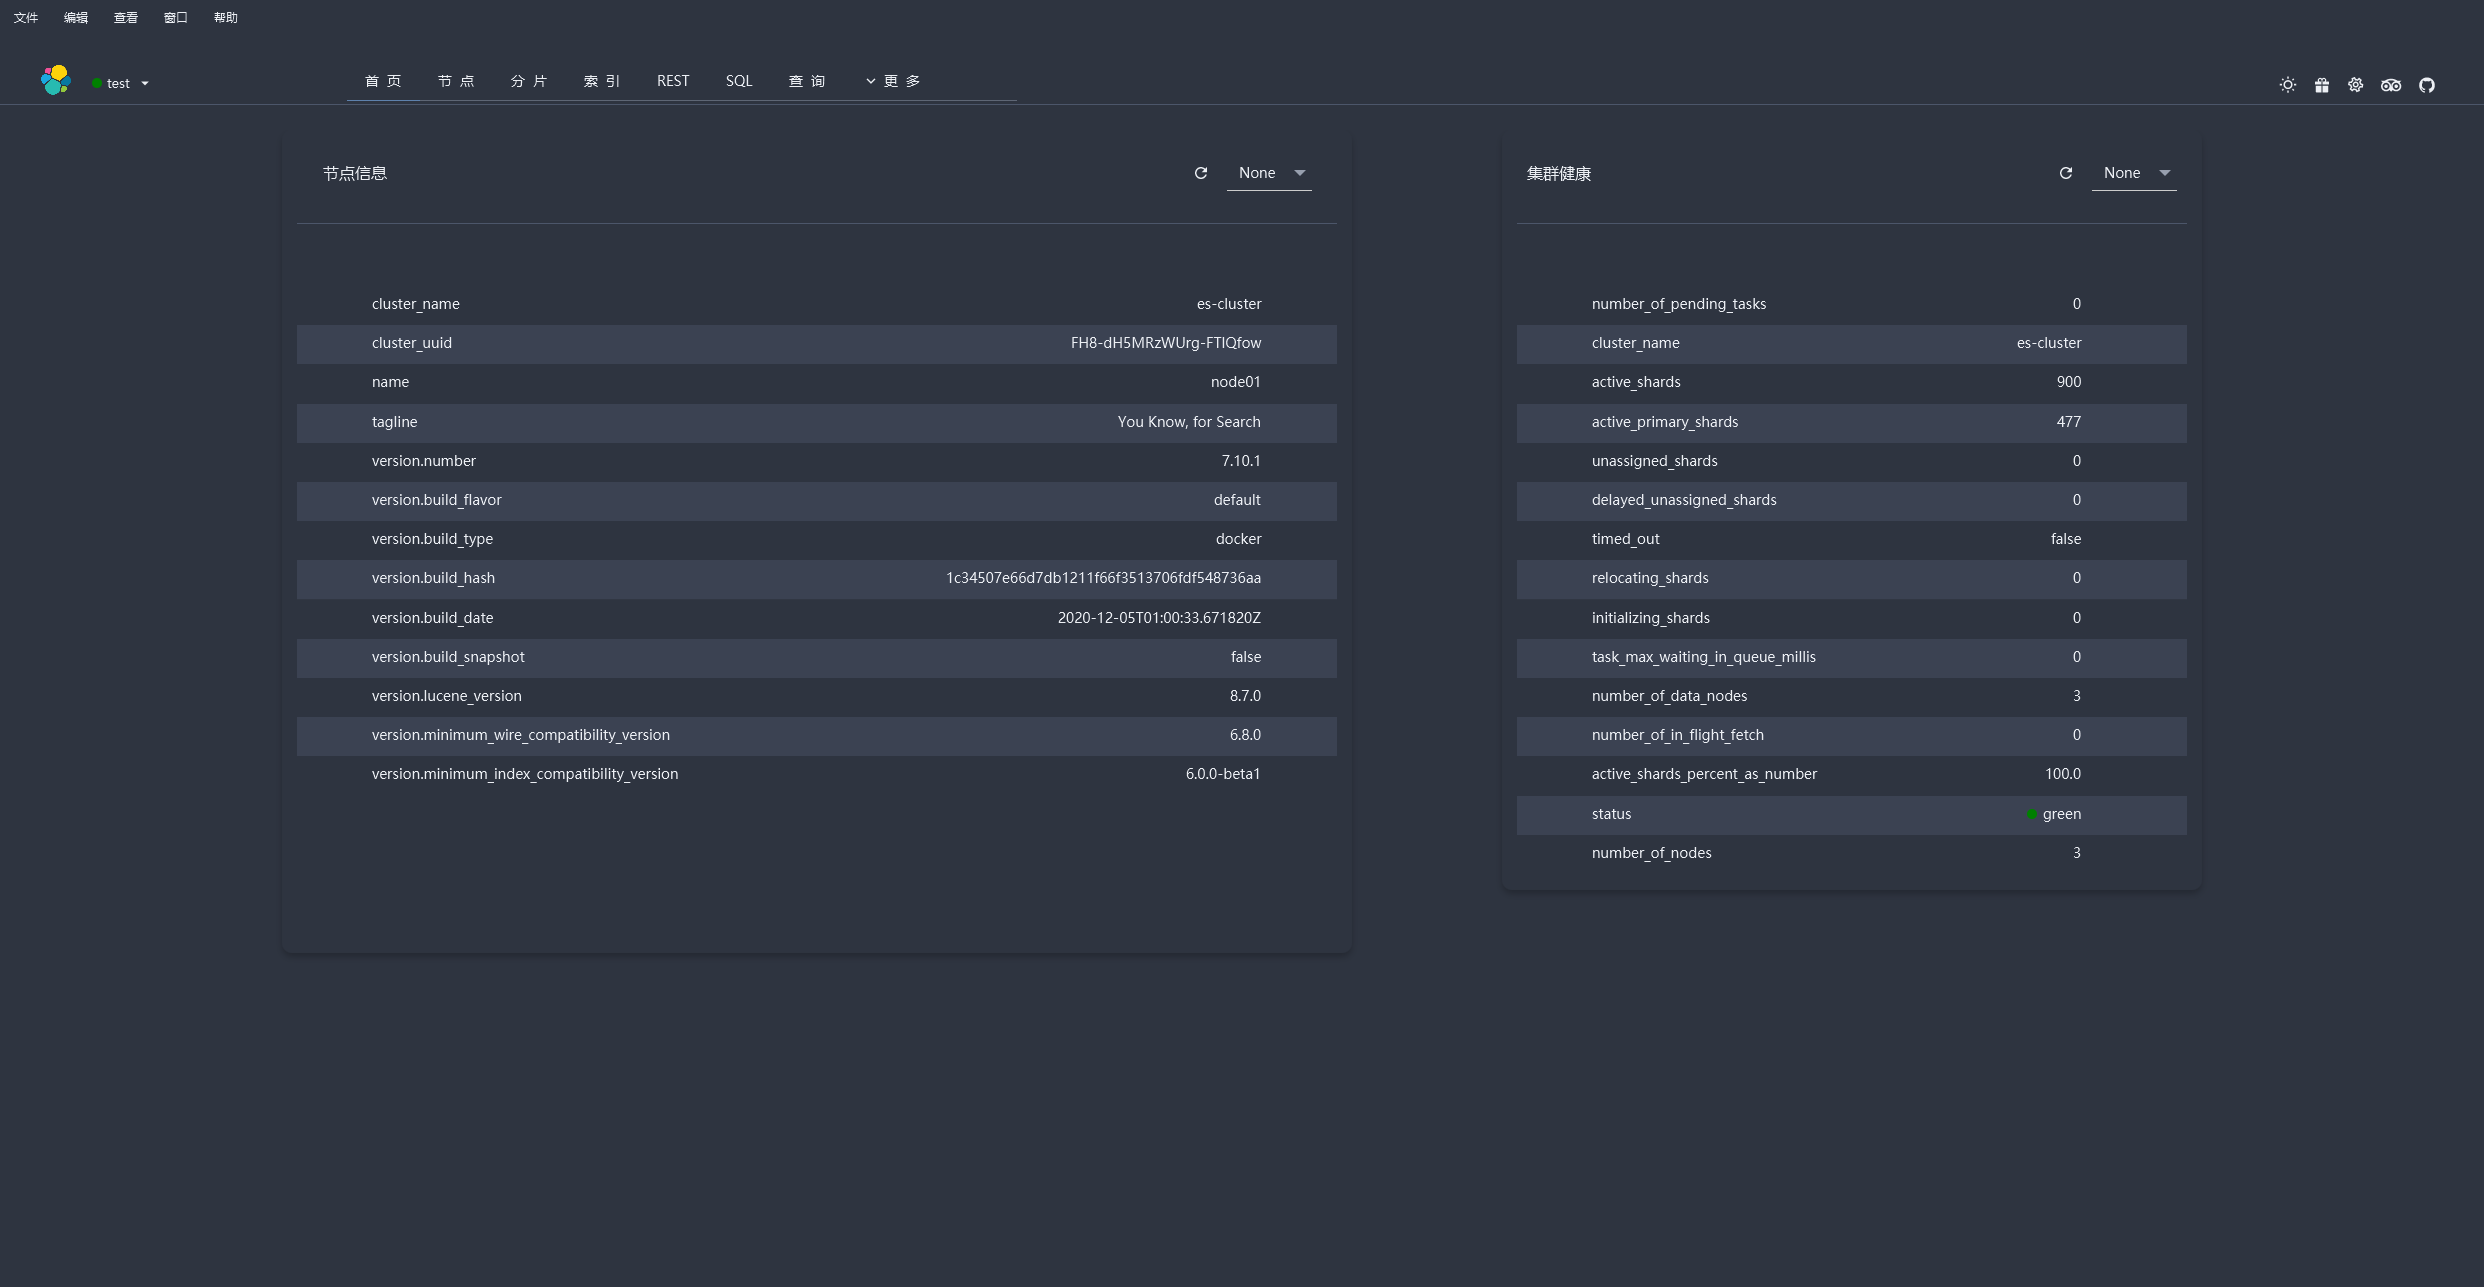 文件 编辑 查看 窗口 帮助
test 首页 节点 分片 索引 REST SQL 查询 更多
节点信息 None
cluster_name es-cluster
cluster_uuid FH8-dH5MRzWUrg-FTIQfow
name node01
tagline You Know, for Search
version.number 7.10.1
version.build_flavor default
version.build_type docker
version.build_hash 1c34507e66d7db1211f66f3513706fdf548736aa
version.build_date 2020-12-05T01:00:33.671820Z
version.build_snapshot false
version.lucene_version 8.7.0
version.minimum_wire_compatibility_version 6.8.0
version.minimum_index_compatibility_version 6.0.0-beta1
集群健康 None
number_of_pending_tasks 0
cluster_name es-cluster
active_shards 900
active_primary_shards 477
unassigned_shards 0
delayed_unassigned_shards 0
timed_out false
relocating_shards 0
initializing_shards 0
task_max_waiting_in_queue_millis 0
number_of_data_nodes 3
number_of_in_flight_fetch 0
active_shards_percent_as_number 100.0
status green
number_of_nodes 3